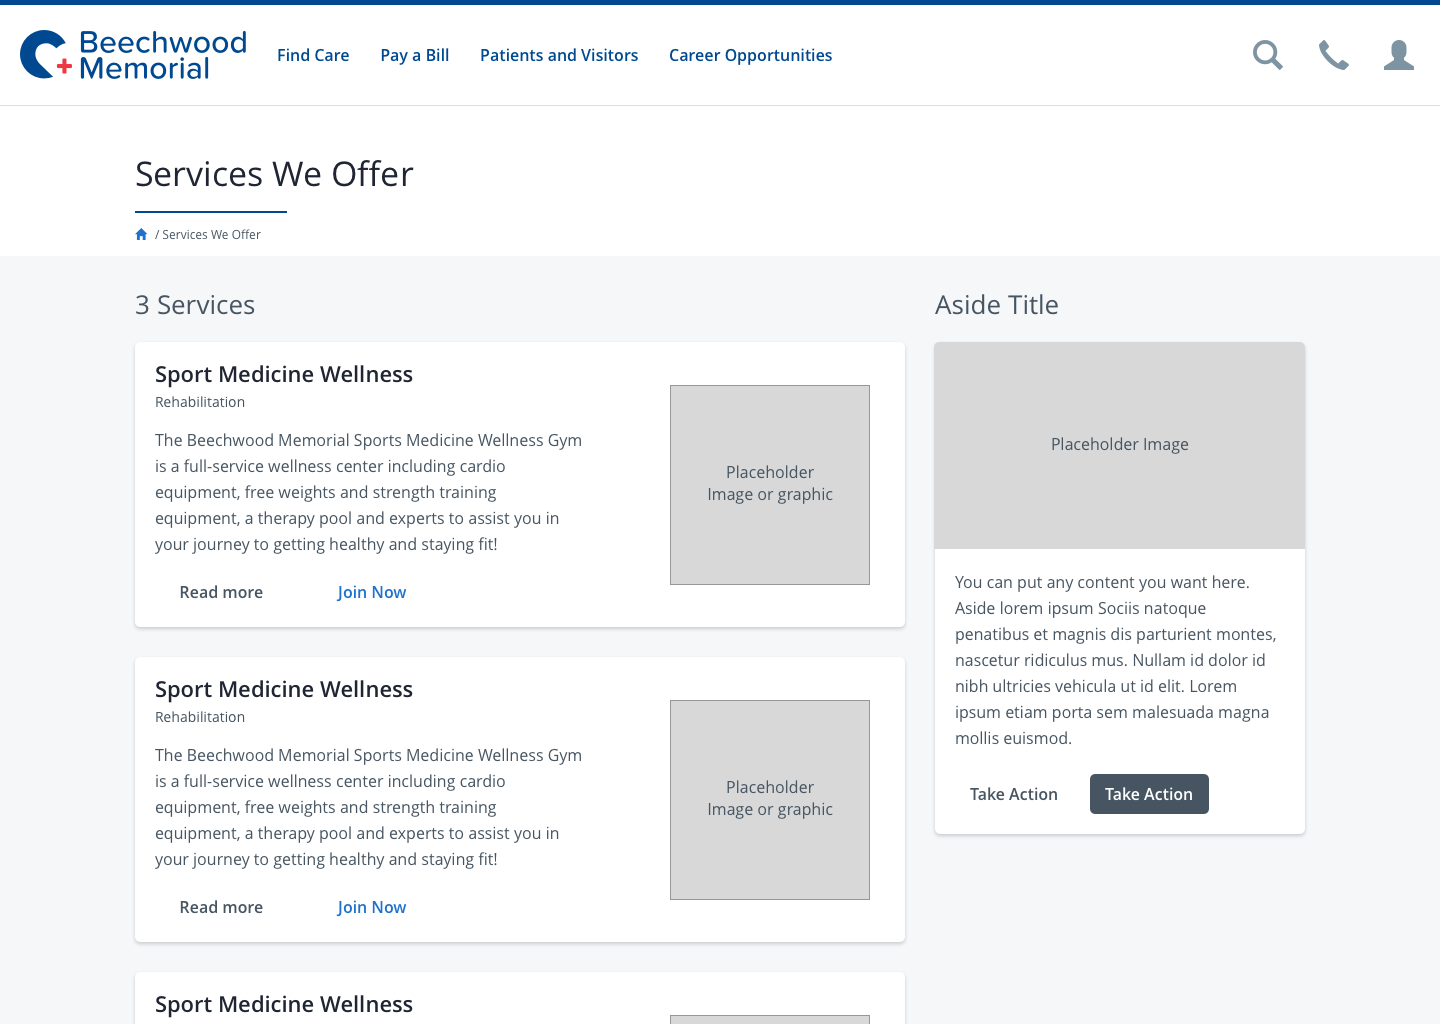 Beechwood
Memorial
Find Care
Pay a Bill
Patients and Visitors
Career Opportunities
Services We Offer
/ Services We Offer
3 Services
Sport Medicine Wellness
Rehabilitation
The Beechwood Memorial Sports Medicine Wellness Gym
is a full-service wellness center including cardio
equipment, free weights and strength training
equipment, a therapy pool and experts to assist you in
your journey to getting healthy and staying fit!
Read more
Join Now
Placeholder
Image or graphic
Sport Medicine Wellness
Rehabilitation
The Beechwood Memorial Sports Medicine Wellness Gym
is a full-service wellness center including cardio
equipment, free weights and strength training
equipment, a therapy pool and experts to assist you in
your journey to getting healthy and staying fit!
Read more
Join Now
Placeholder
Image or graphic
Sport Medicine Wellness
Aside Title
Placeholder Image
You can put any content you want here.
Aside lorem ipsum Sociis natoque
penatibus et magnis dis parturient montes,
nascetur ridiculus mus. Nullam id dolor id
nibh ultricies vehicula ut id elit. Lorem
ipsum etiam porta sem malesuada magna
mollis euismod.
Take Action
Take Action